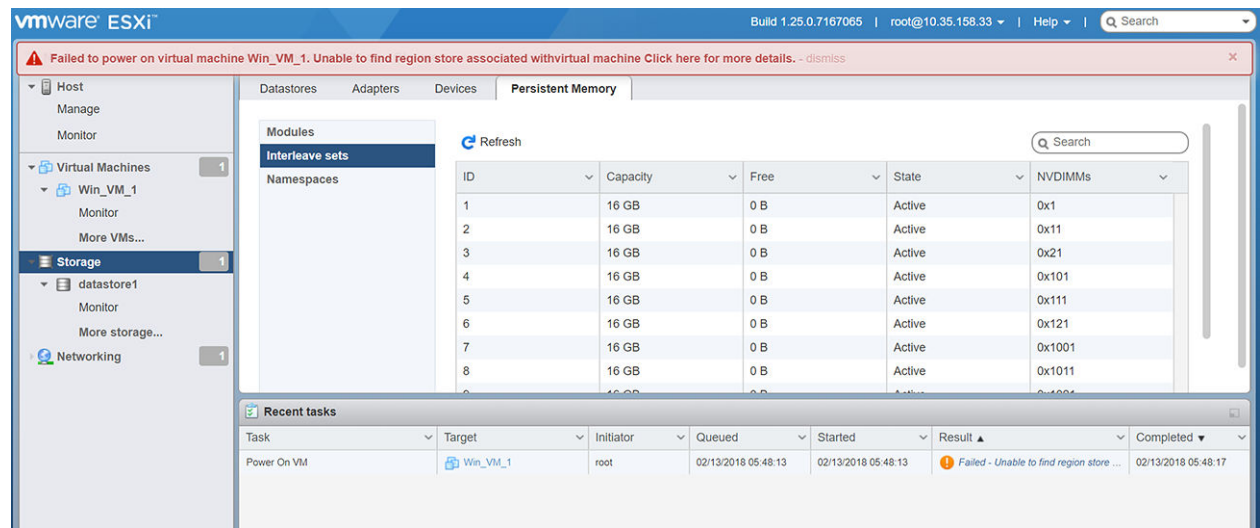 vmware ESXi™
Build 1.25.0.7167065 | root@10.35.158.33 | Help | Search
Failed to power on virtual machine Win_VM_1. Unable to find region store associated withvirtual machine Click here for more details. - dismiss ×
Host
Manage
Monitor
Virtual Machines 1
Win_VM_1
Monitor
More VMs...
Storage 1
datastore1
Monitor
More storage...
Networking 1
Datastores Adapters Devices Persistent Memory
Modules
Interleave sets
Namespaces
Refresh Search
ID Capacity Free State NVDIMMs
1 16 GB 0 B Active 0x1
2 16 GB 0 B Active 0x11
3 16 GB 0 B Active 0x21
4 16 GB 0 B Active 0x101
5 16 GB 0 B Active 0x111
6 16 GB 0 B Active 0x121
7 16 GB 0 B Active 0x1001
8 16 GB 0 B Active 0x1011
Recent tasks
Task Target Initiator Queued Started Result Completed
Power On VM Win_VM_1 root 02/13/2018 05:48:13 02/13/2018 05:48:13 Failed - Unable to find region store ... 02/13/2018 05:48:17